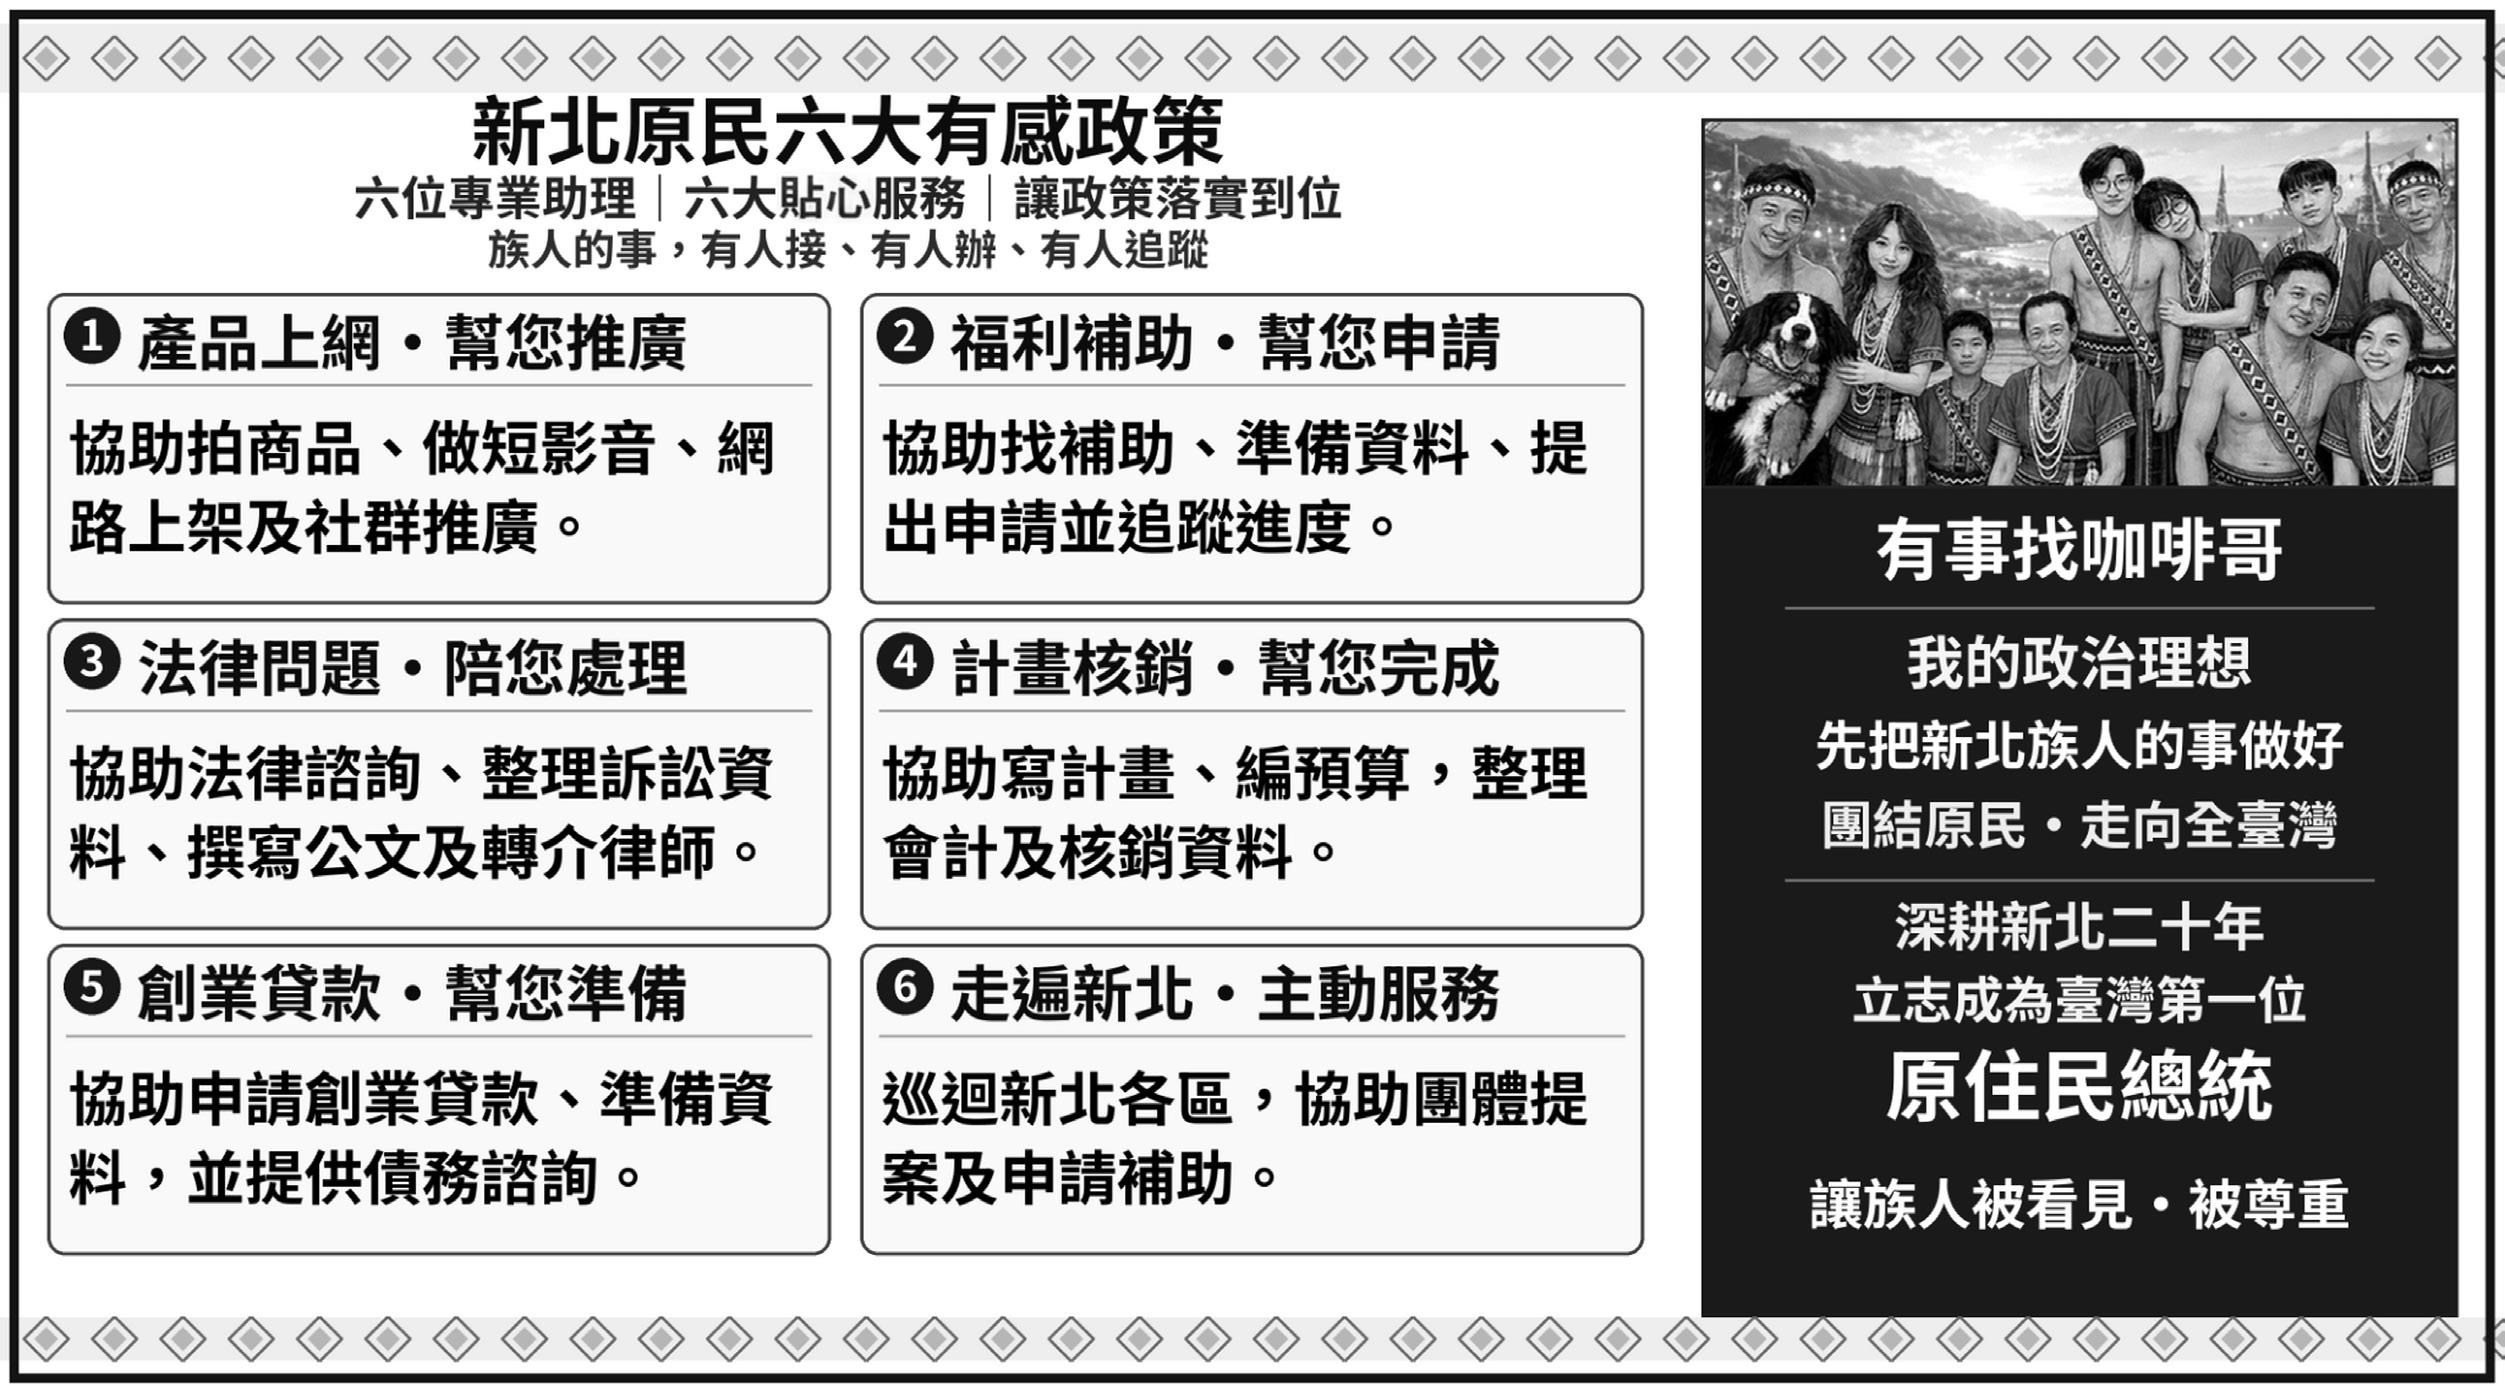 新北原民六大有感政策
六位專業助理｜六大貼心服務｜讓政策落實到位
族人的事，有人接、有人辦、有人追蹤
1 產品上網・幫您推廣
協助拍商品、做短影音、網
路上架及社群推廣。
2 福利補助・幫您申請
協助找補助、準備資料、提
出申請並追蹤進度。
3 法律問題・陪您處理
協助法律諮詢、整理訴訟資
料、撰寫公文及轉介律師。
4 計畫核銷・幫您完成
協助寫計畫、編預算，整理
會計及核銷資料。
5 創業貸款・幫您準備
協助申請創業貸款、準備資
料，並提供債務諮詢。
6 走遍新北・主動服務
巡迴新北各區，協助團體提
案及申請補助。
有事找咖啡哥
我的政治理想
先把新北族人的事做好
團結原民・走向全臺灣
深耕新北二十年
立志成為臺灣第一位
原住民總統
讓族人被看見・被尊重